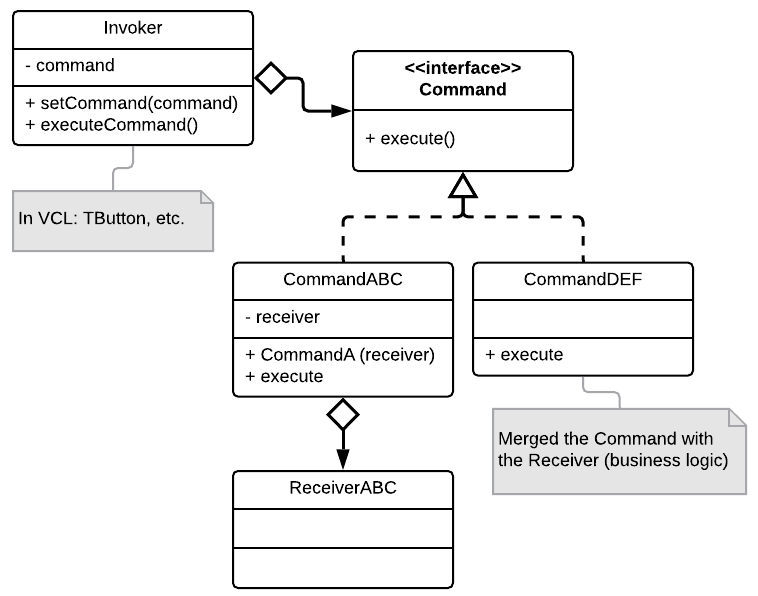 Invoker
- command
+ setCommand(command)
+ executeCommand()
<<interface>>
Command
+ execute()
In VCL: TButton, etc.
CommandABC
- receiver
+ CommandA (receiver)
+ execute
CommandDEF
+ execute
Merged the Command with
the Receiver (business logic)
ReceiverABC